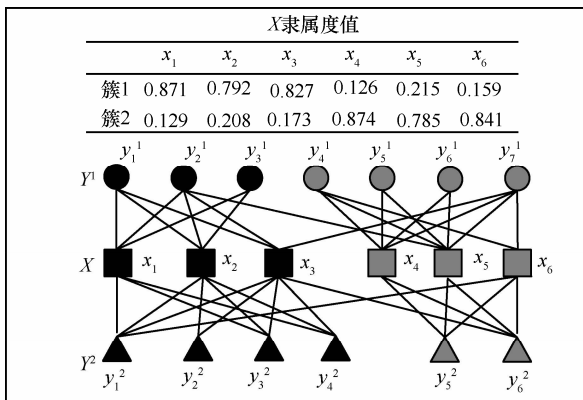 X隶属度值
x₁ x₂ x₃ x₄ x₅ x₆
簇1 0.871 0.792 0.827 0.126 0.215 0.159
簇2 0.129 0.208 0.173 0.874 0.785 0.841
y₁¹ y₂¹ y₃¹ y₄¹ y₅¹ y₆¹ y₇¹
Y¹
X x₁ x₂ x₃ x₄ x₅ x₆
Y²
y₁² y₂² y₃² y₄² y₅² y₆²